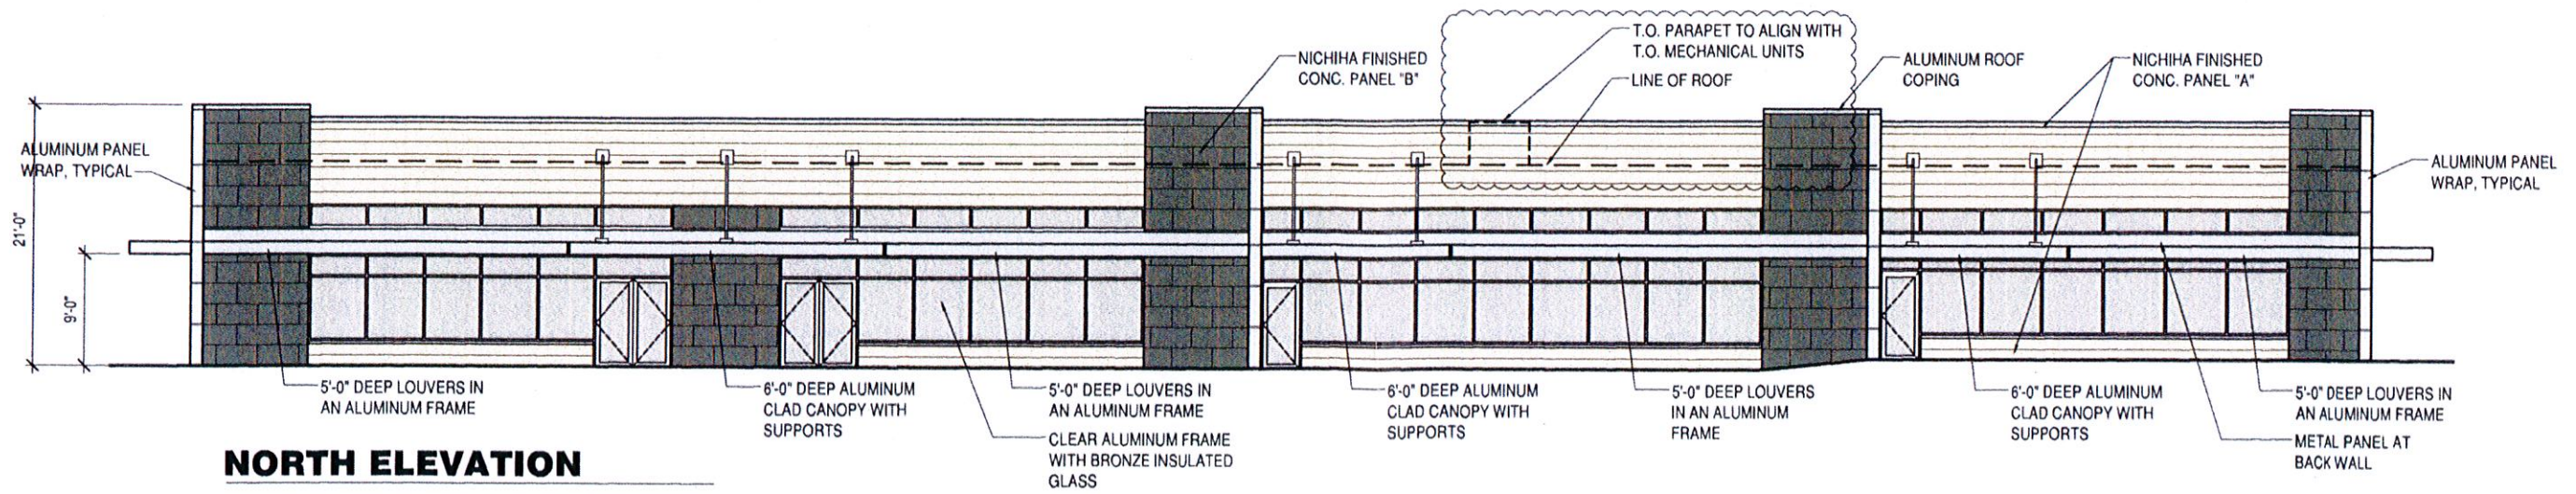 T.O. PARAPET TO ALIGN WITH
T.O. MECHANICAL UNITS
LINE OF ROOF
NICHIHA FINISHED
CONC. PANEL "B"
ALUMINUM ROOF
COPING
NICHIHA FINISHED
CONC. PANEL "A"
ALUMINUM PANEL
WRAP, TYPICAL
21'-0"
9'-0"
ALUMINUM PANEL
WRAP, TYPICAL
5'-0" DEEP LOUVERS IN
AN ALUMINUM FRAME
6'-0" DEEP ALUMINUM
CLAD CANOPY WITH
SUPPORTS
5'-0" DEEP LOUVERS IN
AN ALUMINUM FRAME
CLEAR ALUMINUM FRAME
WITH BRONZE INSULATED
GLASS
6'-0" DEEP ALUMINUM
CLAD CANOPY WITH
SUPPORTS
5'-0" DEEP LOUVERS
IN AN ALUMINUM
FRAME
6'-0" DEEP ALUMINUM
CLAD CANOPY WITH
SUPPORTS
5'-0" DEEP LOUVERS IN
AN ALUMINUM FRAME
METAL PANEL AT
BACK WALL
NORTH ELEVATION